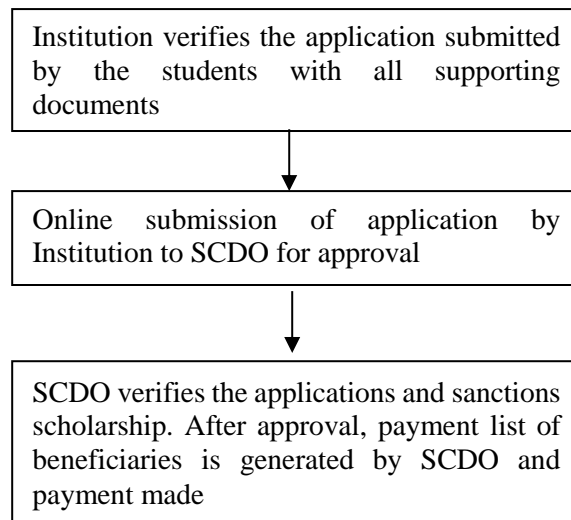 Institution verifies the application submitted
by the students with all supporting
documents
Online submission of application by
Institution to SCDO for approval
SCDO verifies the applications and sanctions
scholarship. After approval, payment list of
beneficiaries is generated by SCDO and
payment made